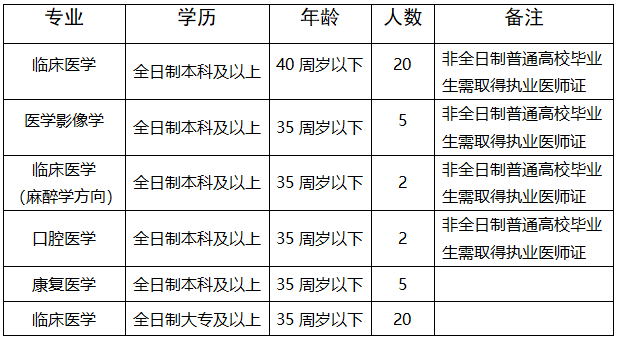 专业 学历 年龄 人数 备注
临床医学 全日制本科及以上 40 周岁以下 20 非全日制普通高校毕业
生需取得执业医师证
医学影像学 全日制本科及以上 35 周岁以下 5 非全日制普通高校毕业
生需取得执业医师证
临床医学 全日制本科及以上 35 周岁以下 2 非全日制普通高校毕业
（麻醉学方向） 生需取得执业医师证
口腔医学 全日制本科及以上 35 周岁以下 2 非全日制普通高校毕业
生需取得执业医师证
康复医学 全日制本科及以上 35 周岁以下 5
临床医学 全日制大专及以上 35 周岁以下 20